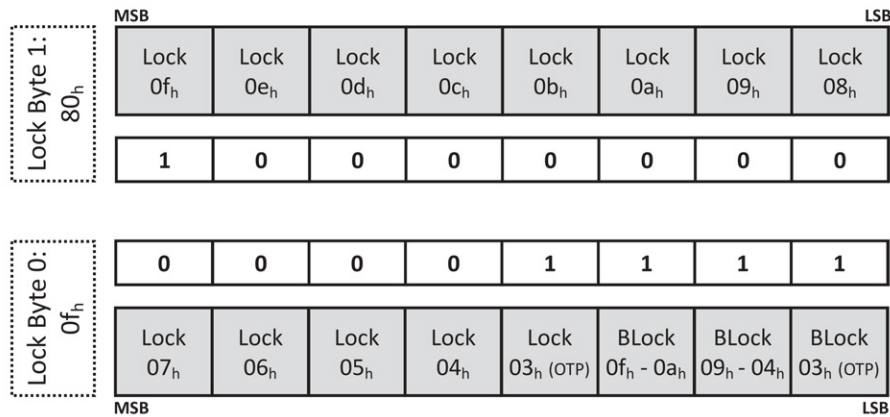 MSB LSB
Lock Byte 1:
80h
Lock Lock Lock Lock Lock Lock Lock Lock
0fh 0eh 0dh 0ch 0bh 0ah 09h 08h
1 0 0 0 0 0 0 0
Lock Byte 0:
0fh
0 0 0 0 1 1 1 1
Lock Lock Lock Lock Lock BLock BLock BLock
07h 06h 05h 04h 03h (OTP) 0fh - 0ah 09h - 04h 03h (OTP)
MSB LSB